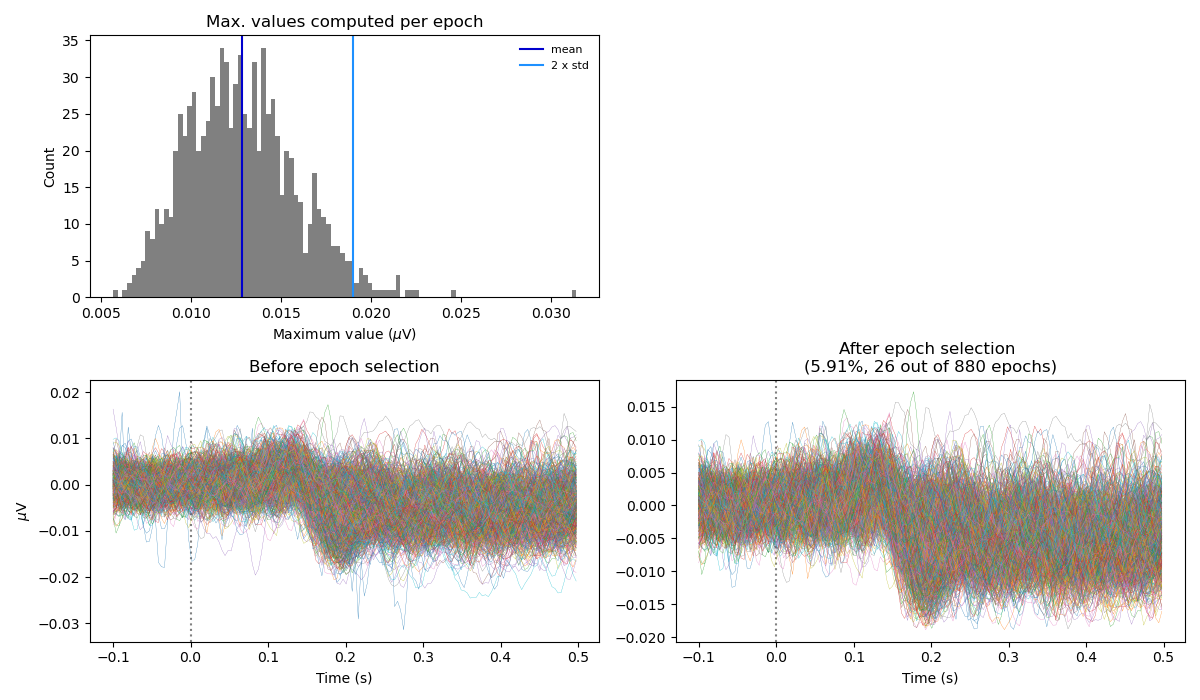 Max. values computed per epoch
35
30
25
20
15
10
5
0
Count
mean
2 x std
0.005 0.010 0.015 0.020 0.025 0.030
Maximum value (μV)
Before epoch selection
0.02
0.01
0.00
−0.01
−0.02
−0.03
μV
−0.1 0.0 0.1 0.2 0.3 0.4 0.5
Time (s)
After epoch selection
(5.91%, 26 out of 880 epochs)
0.015
0.010
0.005
0.000
−0.005
−0.010
−0.015
−0.020
−0.1 0.0 0.1 0.2 0.3 0.4 0.5
Time (s)